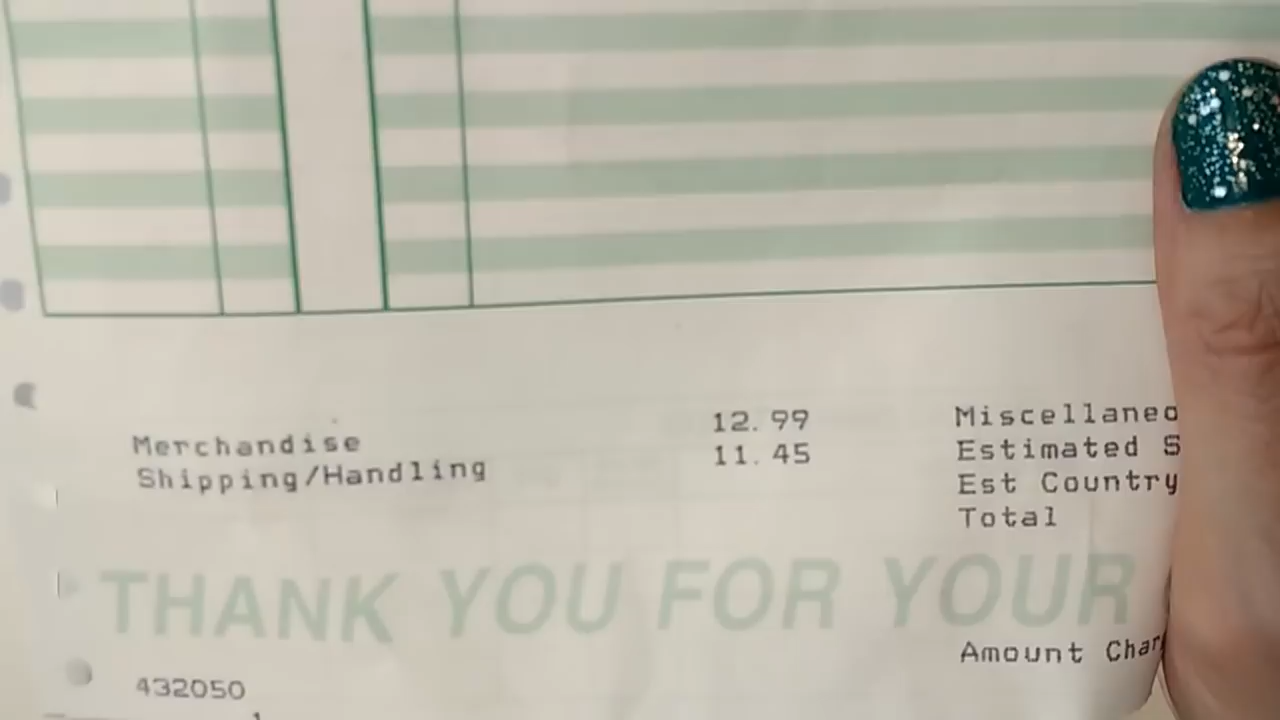 Merchandise 12.99 Miscellaneo
Shipping/Handling 11.45 Estimated S
Est Country
Total
THANK YOU FOR YOUR
Amount Char
432050